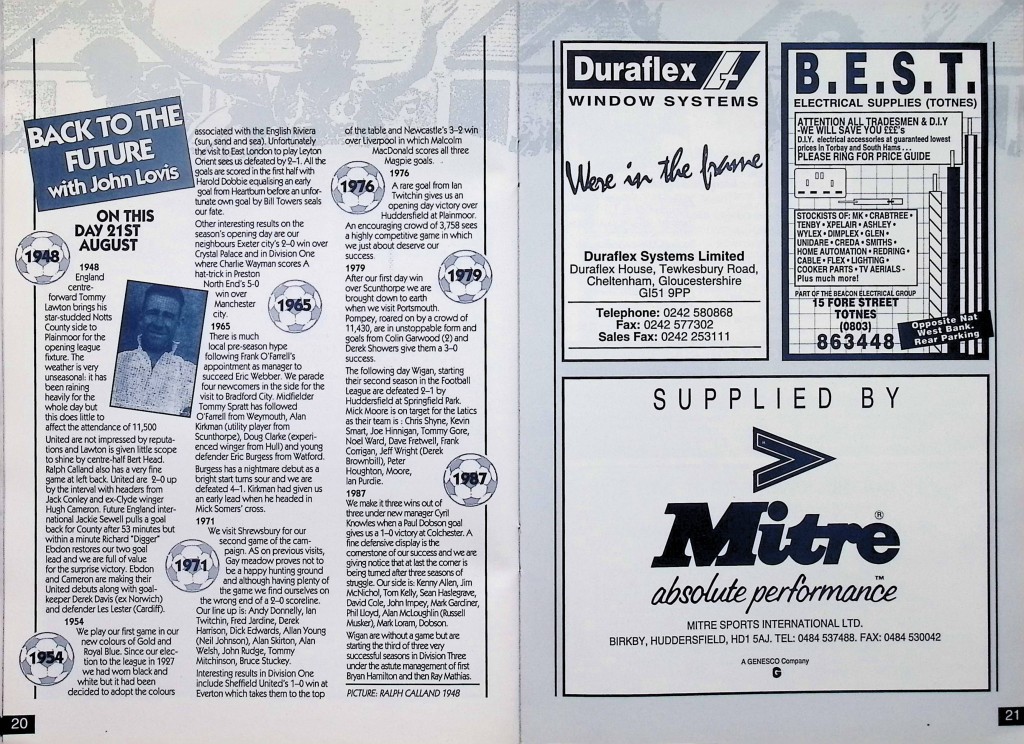 BACK TO THE
FUTURE
with John Lovis
ON THIS
DAY 21ST
AUGUST
1948
1948
England
centre-
forward Tommy
Lawton brings his
star-studded Notts
County side to
Plainmoor for the
opening league
fixture. The
weather is very
unseasonal: it has
been raining
heavily for the
whole day but
this does little to
affect the attendance of 11,500
United are not impressed by reputa-
tions and Lawton is given little scope
to shine by centre-half Bert Head.
Ralph Calland also has a very fine
game at left back. United are 2-0 up
by the interval with headers from
Jack Conley and ex-Clyde winger
Hugh Cameron. Future England inter-
national Jackie Sewell pulls a goal
back for County after 53 minutes but
within a minute Richard "Digger"
Ebdon restores our two goal
lead and we are full of value
for the surprise victory. Ebdon
and Cameron are making their
United debuts along with goal-
keeper Derek Davis (ex Norwich)
and defender Les Lester (Cardiff).
1954
1954
We play our first game in our
new colours of Gold and
Royal Blue. Since our elec-
tion to the league in 1927
we had worn black and
white but it had been
decided to adopt the colours
associated with the English Riviera
(sun, sand and sea). Unfortunately
the visit to East London to play Leyton
Orient sees us defeated by 2-1. All the
goals are scored in the first half with
Harold Dobbie equalising an early
goal from Heartburn before an unfor-
tunate own goal by Bill Towers seals
our fate.
Other interesting results on the
season's opening day are our
neighbours Exeter city's 2-0 win over
Crystal Palace and in Division One
where Charlie Wayman scores A
hat-trick in Preston
North End's 5-0
win over
Manchester
city.
1965
1965
There is much
local pre-season hype
following Frank O'Farrell's
appointment as manager to
succeed Eric Webber. We parade
four newcomers in the side for the
visit to Bradford City. Midfielder
Tommy Spratt has followed
O'Farrell from Weymouth, Alan
Kirkman (utility player from
Scunthorpe), Doug Clarke (experi-
enced winger from Hull) and young
defender Eric Burgess from Watford.
Burgess has a nightmare debut as a
bright start turns sour and we are
defeated 4-1. Kirkman had given us
an early lead when he headed in
Mick Somers' cross.
1971
1971
We visit Shrewsbury for our
second game of the cam-
paign. AS on previous visits,
Gay meadow proves not to
be a happy hunting ground
and although having plenty of
the game we find ourselves on
the wrong end of a 2-0 scoreline.
Our line up is: Andy Donnelly, Ian
Twitchin, Fred Jardine, Derek
Harrison, Dick Edwards, Allan Young
(Neil Johnson), Alan Skirton, Alan
Welsh, John Rudge, Tommy
Mitchinson, Bruce Stuckey.
Interesting results in Division One
include Sheffield United's 1-0 win at
Everton which takes them to the top
of the table and Newcastle's 3-2 win
over Liverpool in which Malcolm
MacDonald scores all three
Magpie goals.
1976
1976
A rare goal from Ian
Twitchin gives us an
opening day victory over
Huddersfield at Plainmoor.
An encouraging crowd of 3,758 sees
a highly competitive game in which
we just about deserve our
success.
1979
1979
After our first day win
over Scunthorpe we are
brought down to earth
when we visit Portsmouth.
Pompey, roared on by a crowd of
11,430, are in unstoppable form and
goals from Colin Garwood (2) and
Derek Showers give them a 3-0
success.
The following day Wigan, starting
their second season in the Football
League are defeated 2-1 by
Huddersfield at Springfield Park.
Mick Moore is on target for the Latics
as their team is : Chris Shyne, Kevin
Smart, Joe Hinnigan, Tommy Gore,
Noel Ward, Dave Fretwell, Frank
Corrigan, Jeff Wright (Derek
Brownbill), Peter
Houghton, Moore,
Ian Purdie.
1987
1987
We make it three wins out of
three under new manager Cyril
Knowles when a Paul Dobson goal
gives us a 1-0 victory at Colchester. A
fine defensive display is the
cornerstone of our success and we are
giving notice that at last the corner is
being turned after three seasons of
struggle. Our side is: Kenny Allen, Jim
McNichol, Tom Kelly, Sean Haslegrave,
David Cole, John Impey, Mark Gardiner,
Phil Lloyd, Alan McLoughlin (Russell
Musker), Mark Loram, Dobson.
Wigan are without a game but are
starting the third of three very
successful seasons in Division Three
under the astute management of first
Bryan Hamilton and then Ray Mathias.
PICTURE: RALPH CALLAND 1948
20
Duraflex
WINDOW SYSTEMS
Were in the frame
Duraflex Systems Limited
Duraflex House, Tewkesbury Road,
Cheltenham, Gloucestershire
Gl51 9PP
Telephone: 0242 580868
Fax: 0242 577302
Sales Fax: 0242 253111
B.E.S.T.
ELECTRICAL SUPPLIES (TOTNES)
ATTENTION ALL TRADESMEN & D.I.Y
-WE WILL SAVE YOU £££'s
D.I.Y. electrical accessories at guaranteed lowest
prices in Torbay and South Hams ...
PLEASE RING FOR PRICE GUIDE
STOCKISTS OF: MK • CRABTREE •
TENBY • XPELAIR • ASHLEY •
WYLEX • DIMPLEX • GLEN •
UNIDARE • CREDA • SMITHS •
HOME AUTOMATION • REDRING •
CABLE • FLEX • LIGHTING •
COOKER PARTS • TV AERIALS -
Plus much more!
PART OF THE BEACON ELECTRICAL GROUP
15 FORE STREET
TOTNES
(0803)
863448
Opposite Nat
West Bank.
Rear Parking
SUPPLIED BY
Mitre®
absolute performance™
MITRE SPORTS INTERNATIONAL LTD.
BIRKBY, HUDDERSFIELD, HD1 5AJ. TEL: 0484 537488. FAX: 0484 530042
A GENESCO Company
G
21